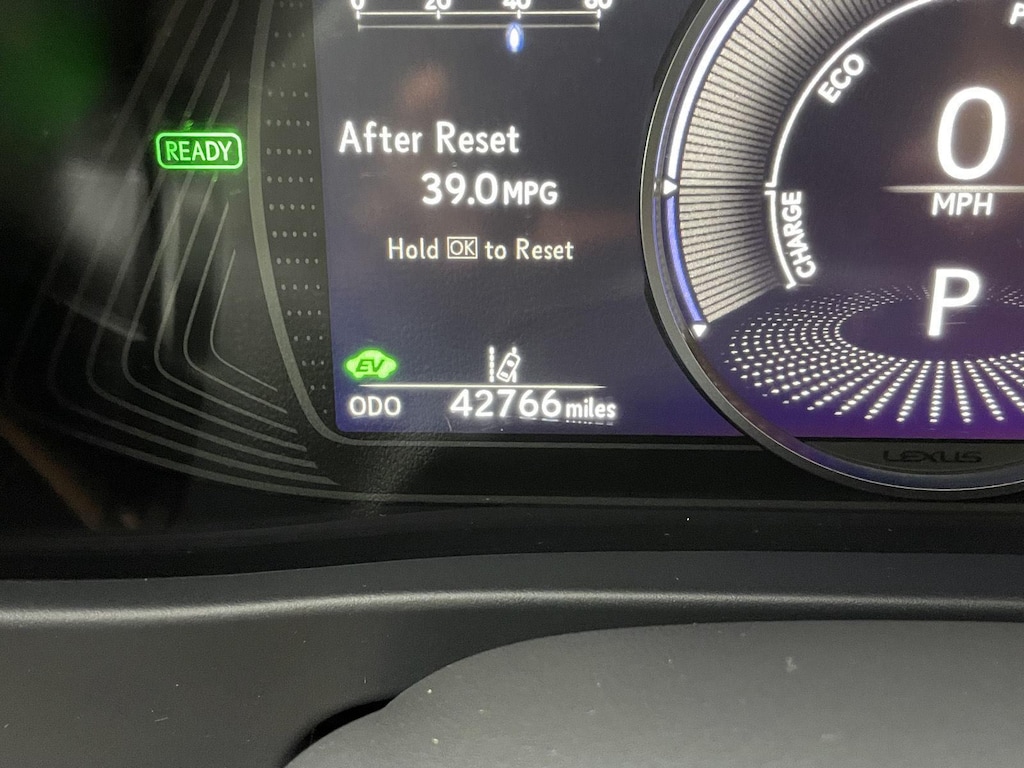 0 20 40 60
After Reset
39.0 MPG
Hold OK to Reset
READY
EV
ODO 42766 miles
ECO
CHARGE
0
MPH
P
LEXUS